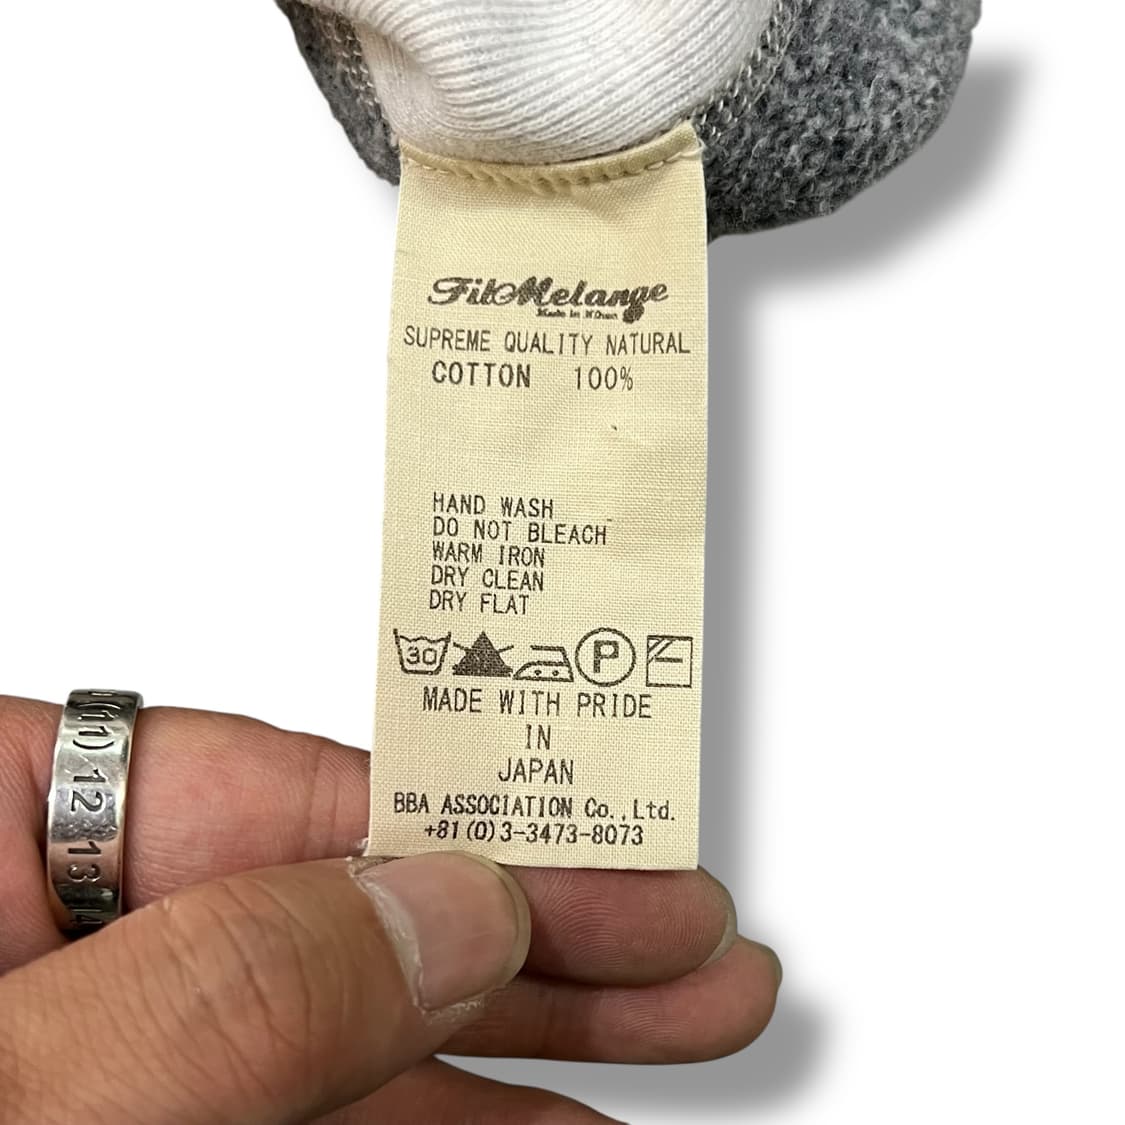 FilMelange
SUPREME QUALITY NATURAL
COTTON 100%
HAND WASH
DO NOT BLEACH
WARM IRON
DRY CLEAN
DRY FLAT
30 P
MADE WITH PRIDE
IN
JAPAN
BBA ASSOCIATION Co.,Ltd.
+81(0)3-3473-8073
(11) 12 13 14